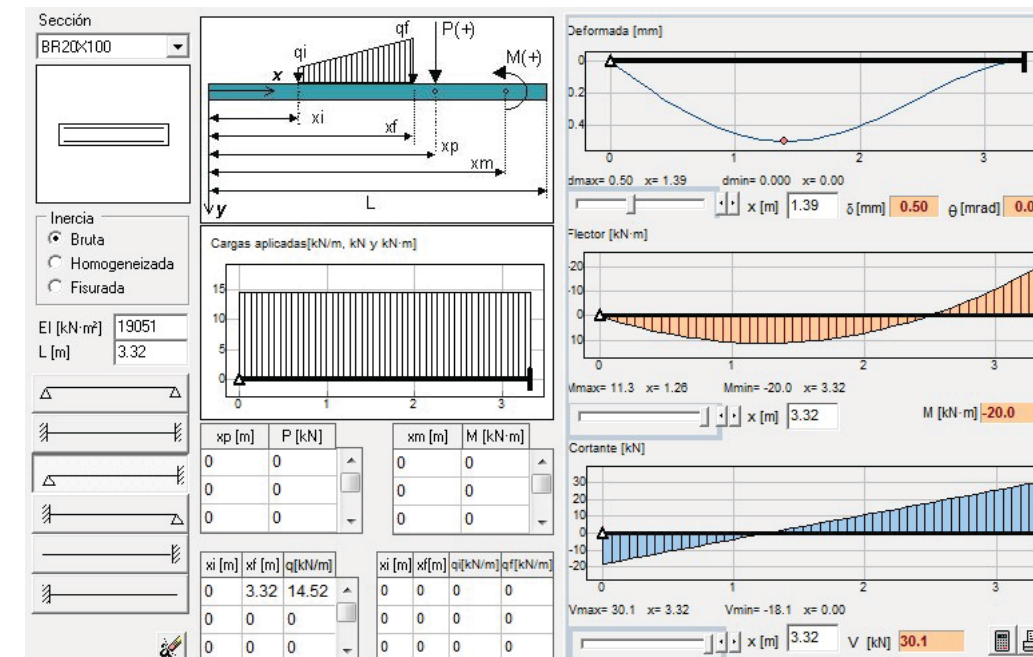 Sección
BR20X100
Inercia
Bruta
Homogeneizada
Fisurada
EI [kN·m²] 19051
L [m] 3.32
qi
qf
P(+)
M(+)
x
xi
xf
xp
xm
L
y
Cargas aplicadas[kN/m, kN y kN·m]
15
10
5
0
0 1 2 3
xp [m] P [kN]
0 0
0 0
0 0
xm [m] M [kN·m]
0 0
0 0
0 0
xi [m] xf [m] q[kN/m]
0 3.32 14.52
0 0 0
0 0 0
xi [m] xf[m] qi[kN/m] qf[kN/m]
0 0 0 0
0 0 0 0
0 0 0 0
Deformada [mm]
0
0.2
0.4
0 1 2 3
dmax= 0.50 x= 1.39 dmin= 0.000 x= 0.00
x [m] 1.39 δ [mm] 0.50 θ [mrad] 0.0
Flector [kN·m]
-20
-10
0
10
0 1 2 3
Mmax= 11.3 x= 1.26 Mmin= -20.0 x= 3.32
x [m] 3.32 M [kN·m] -20.0
Cortante [kN]
30
20
10
0
-10
-20
0 1 2 3
Vmax= 30.1 x= 3.32 Vmin= -18.1 x= 0.00
x [m] 3.32 V [kN] 30.1